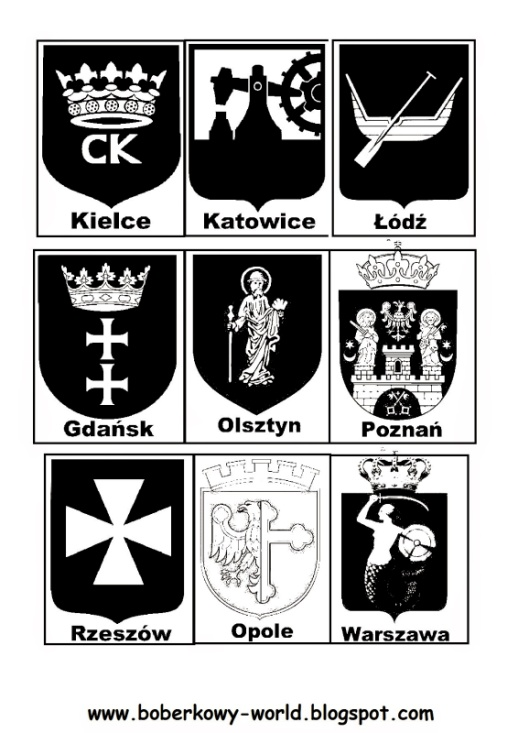 CK
Kielce
Katowice
Łódź
Gdańsk
Olsztyn
Poznań
Rzeszów
Opole
Warszawa
www.boberkowy-world.blogspot.com